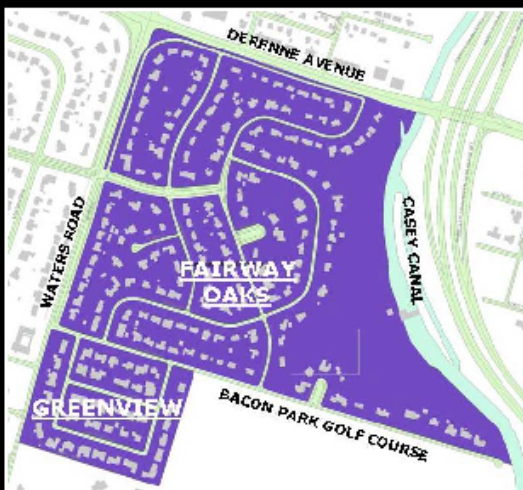 DERENNE AVENUE
WATERS ROAD
CASEY CANAL
FAIRWAY
OAKS
GREENVIEW
BACON PARK GOLF COURSE